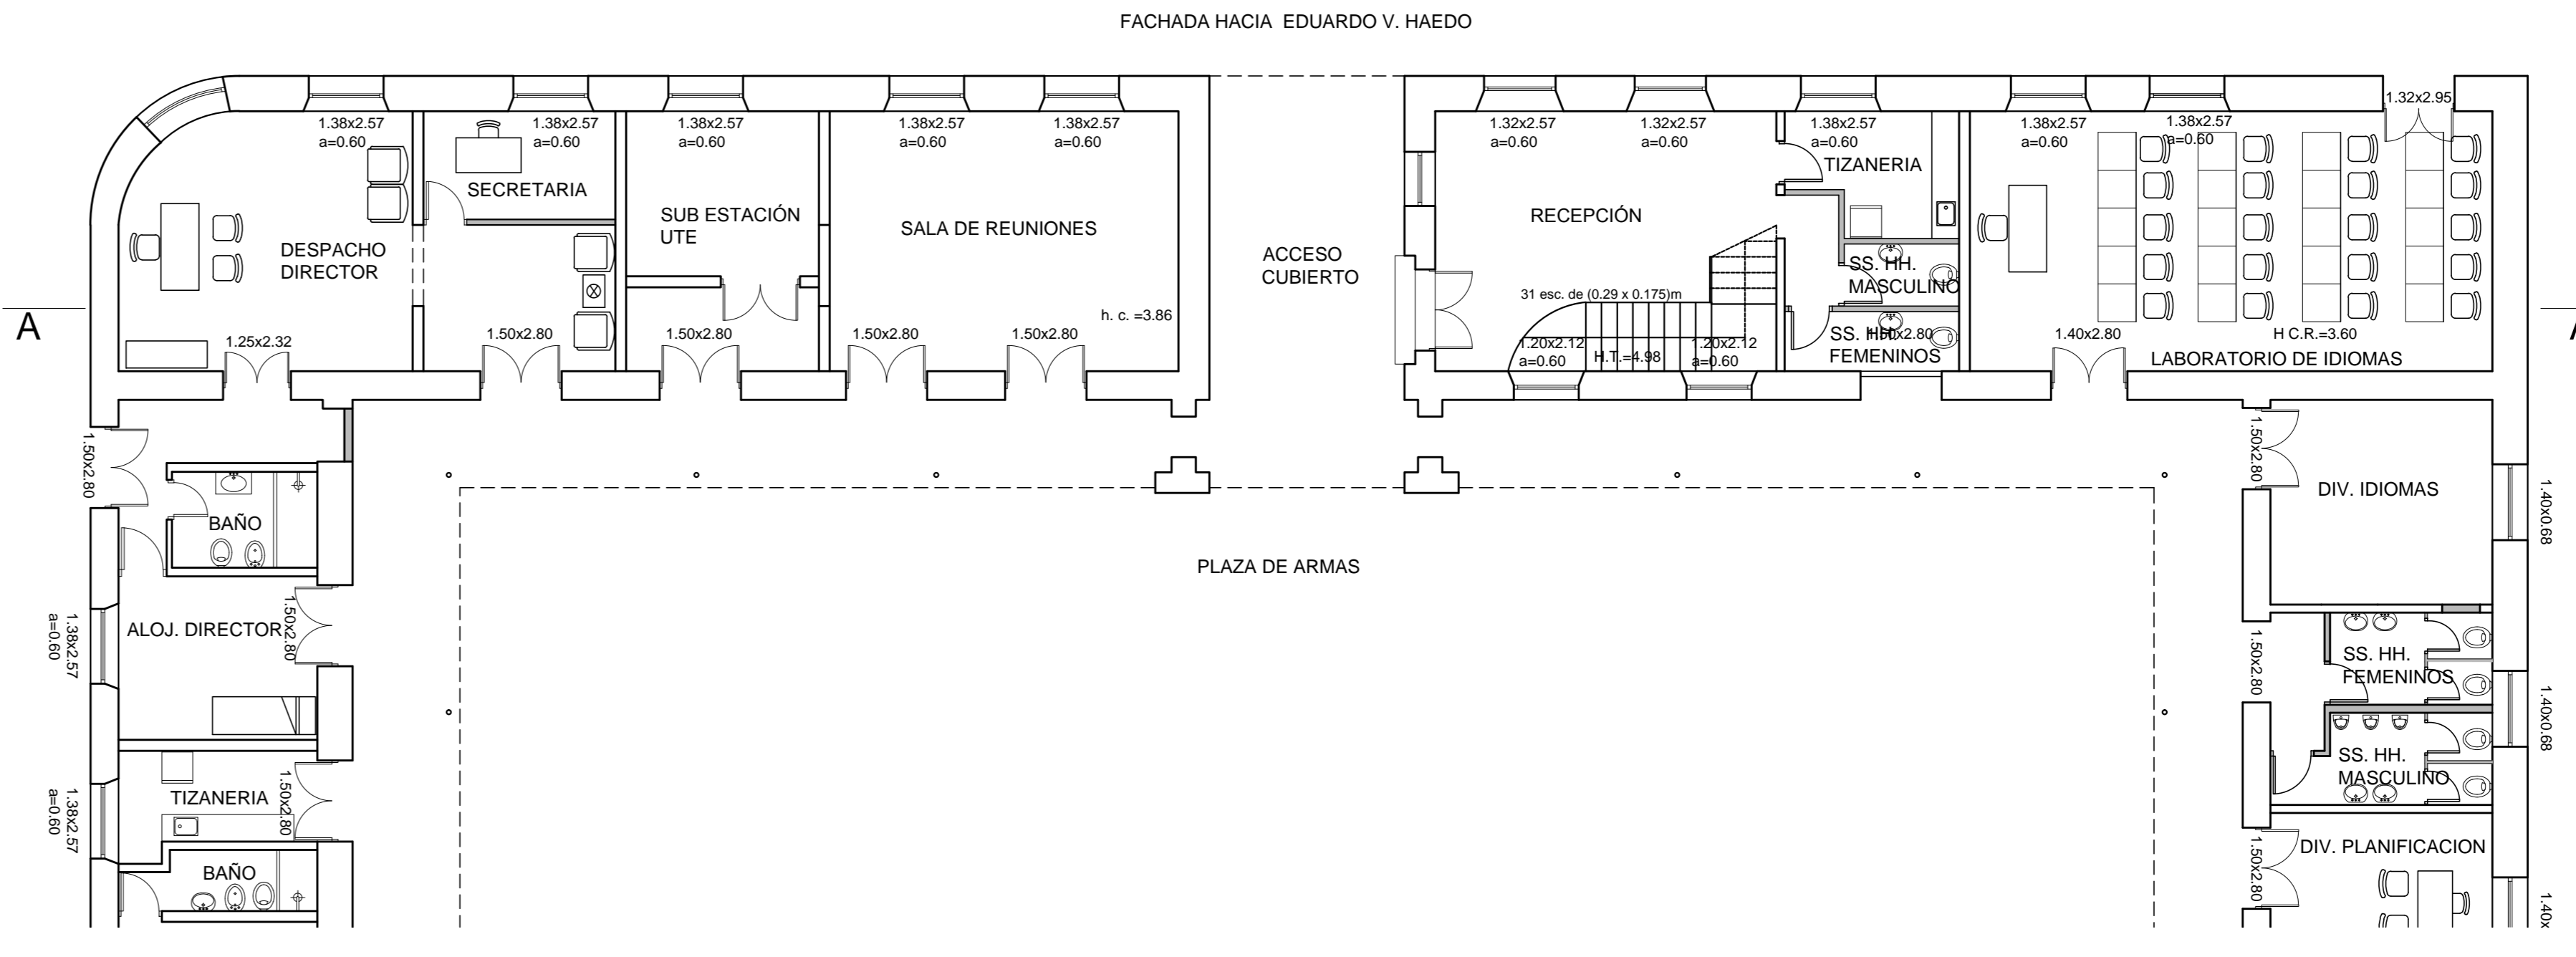 FACHADA HACIA EDUARDO V. HAEDO
1.38x2.57
a=0.60
1.38x2.57
a=0.60
1.38x2.57
a=0.60
1.38x2.57
a=0.60
1.38x2.57
a=0.60
1.32x2.57
a=0.60
1.32x2.57
a=0.60
1.38x2.57
a=0.60
1.38x2.57
a=0.60
1.38x2.57
a=0.60
1.32x2.95
SECRETARIA
SUB ESTACIÓN
UTE
SALA DE REUNIONES
DESPACHO
DIRECTOR
ACCESO
CUBIERTO
RECEPCIÓN
TIZANERIA
SS. HH.
MASCULINO
SS. HH.
FEMENINOS
1.50x2.80
31 esc. de (0.29 x 0.175)m
1.20x2.12
a=0.60
H.T.=4.98
1.20x2.12
a=0.60
h. c. =3.86
H C.R.=3.60
LABORATORIO DE IDIOMAS
A
1.25x2.32
1.50x2.80
1.50x2.80
1.50x2.80
1.50x2.80
1.40x2.80
1.50x2.80
BAÑO
1.50x2.80
ALOJ. DIRECTOR
1.38x2.57
a=0.60
1.50x2.80
TIZANERIA
1.38x2.57
a=0.60
BAÑO
PLAZA DE ARMAS
1.50x2.80
DIV. IDIOMAS
1.40x0.68
1.50x2.80
SS. HH.
FEMENINOS
1.40x0.68
SS. HH.
MASCULINO
1.50x2.80
DIV. PLANIFICACION
1.40x